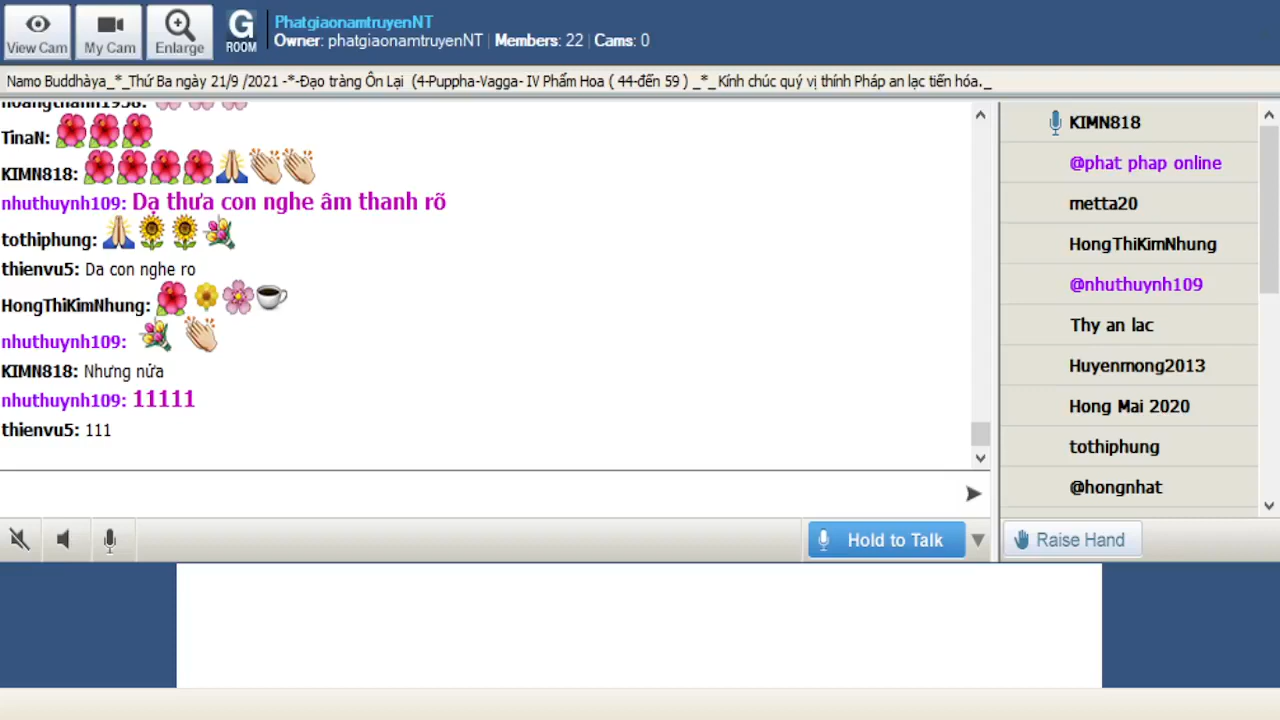 View Cam
My Cam
Enlarge
G
ROOM
PhatgiaonamtruyenNT
Owner: phatgiaonamtruyenNT | Members: 22 | Cams: 0
Namo Buddhàya_*_Thứ Ba ngày 21/9 /2021 -*-Đạo tràng Ôn Lại (4-Puppha-Vagga- IV Phẩm Hoa ( 44-đến 59 ) _*_Kính chúc quý vị thính Pháp an lạc tiến hóa._
hoangthanh1958:
TinaN:
KIMN818:
nhuthuynh109: Dạ thưa con nghe âm thanh rõ
tothiphung:
thienvu5: Da con nghe ro
HongThiKimNhung:
nhuthuynh109:
KIMN818: Nhưng nửa
nhuthuynh109: 11111
thienvu5: 111
Hold to Talk
KIMN818
@phat phap online
metta20
HongThiKimNhung
@nhuthuynh109
Thy an lac
Huyenmong2013
Hong Mai 2020
tothiphung
@hongnhat
Raise Hand